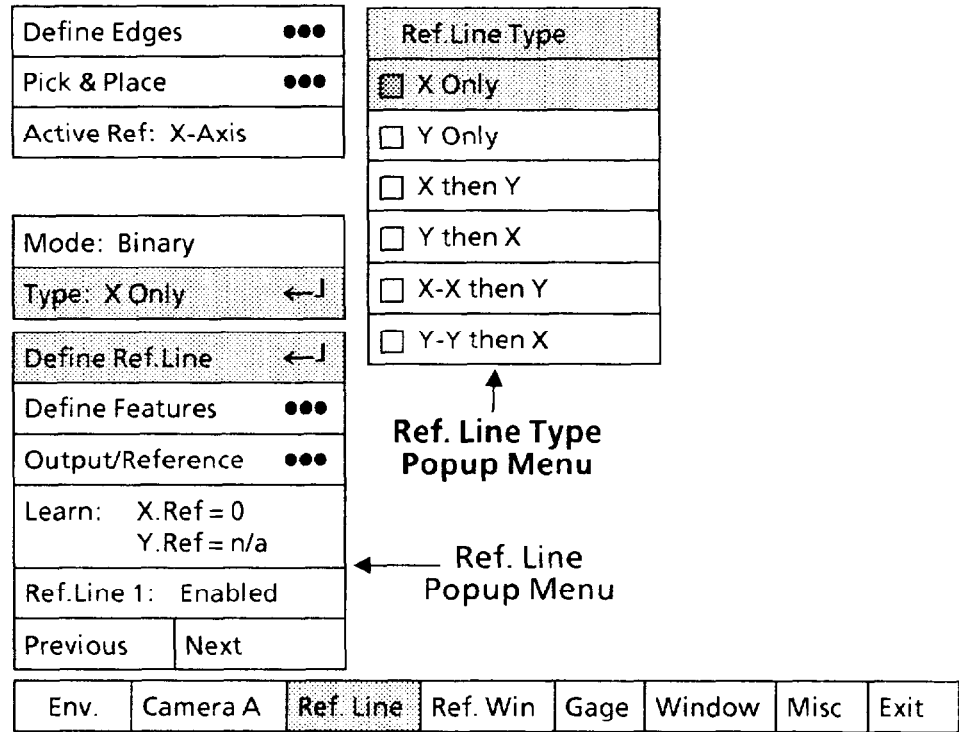 Define Edges ●●●
Pick & Place ●●●
Active Ref: X-Axis
Mode: Binary
Type: X Only ←┘
Define Ref.Line ←┘
Define Features ●●●
Output/Reference ●●●
Learn: X.Ref = 0
Y.Ref = n/a
Ref.Line 1: Enabled
Previous Next
Ref.Line Type
X Only
Y Only
X then Y
Y then X
X-X then Y
Y-Y then X
Ref. Line Type
Popup Menu
Ref. Line
Popup Menu
Env. Camera A Ref. Line Ref. Win Gage Window Misc Exit